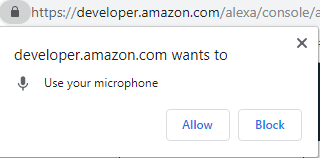 https://developer.amazon.com/alexa/console/a
developer.amazon.com wants to
Use your microphone
Allow
Block